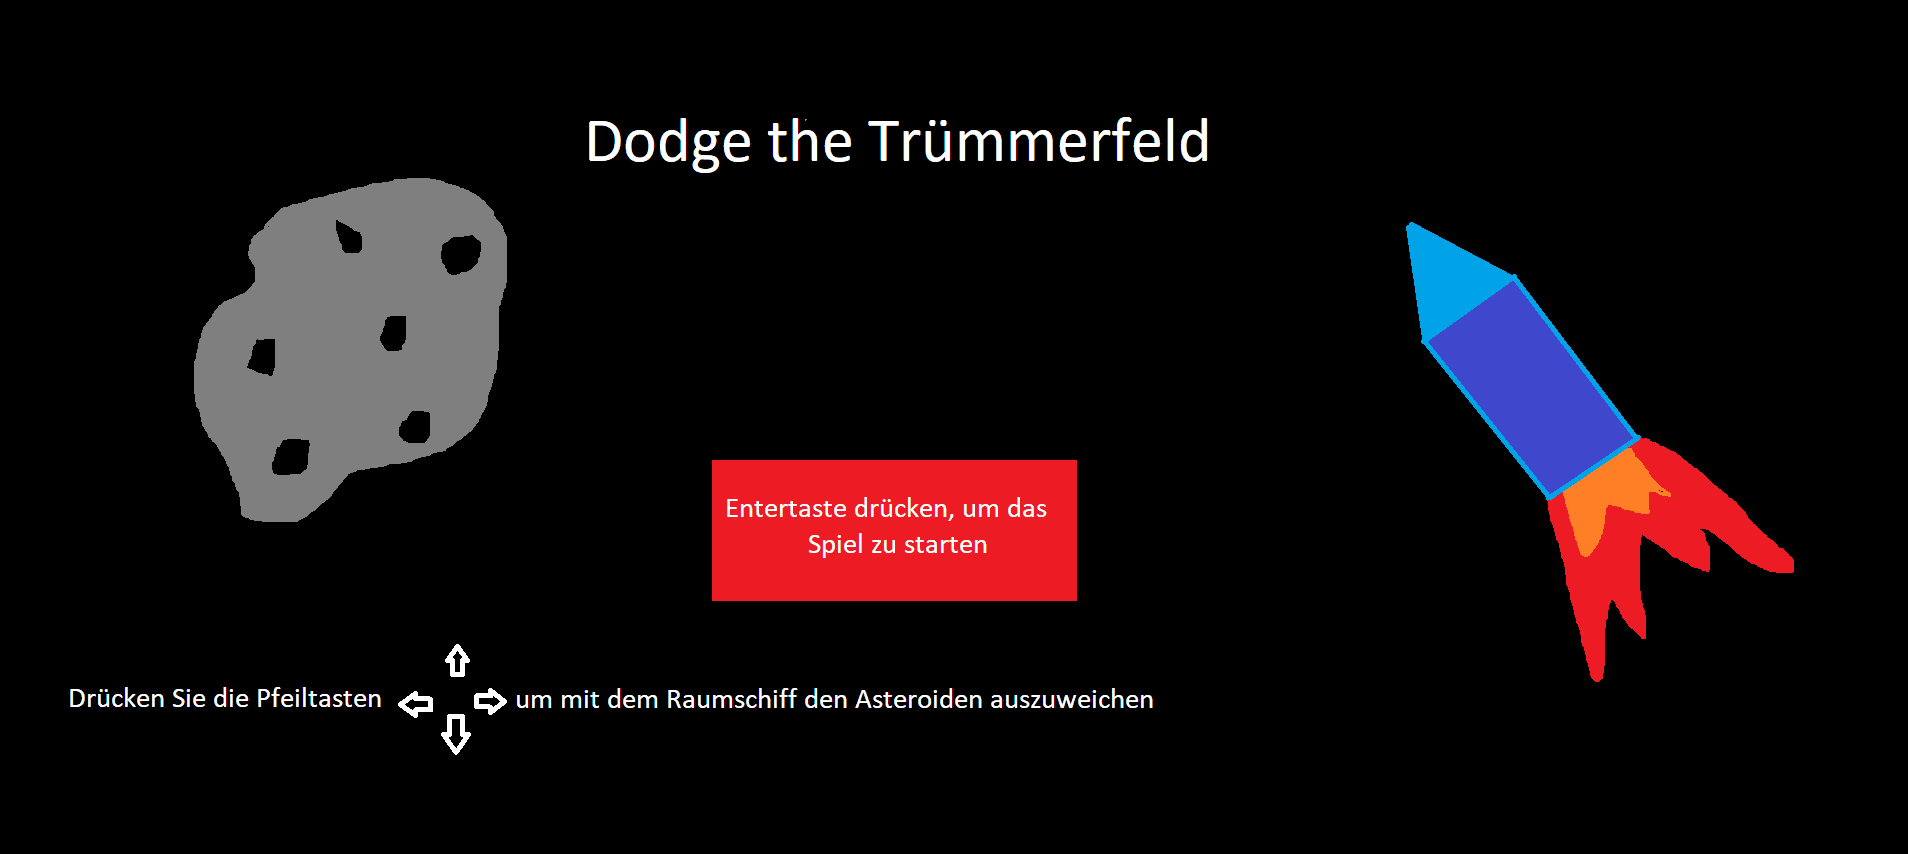 Dodge the Trümmerfeld
Entertaste drücken, um das
Spiel zu starten
Drücken Sie die Pfeiltasten um mit dem Raumschiff den Asteroiden auszuweichen